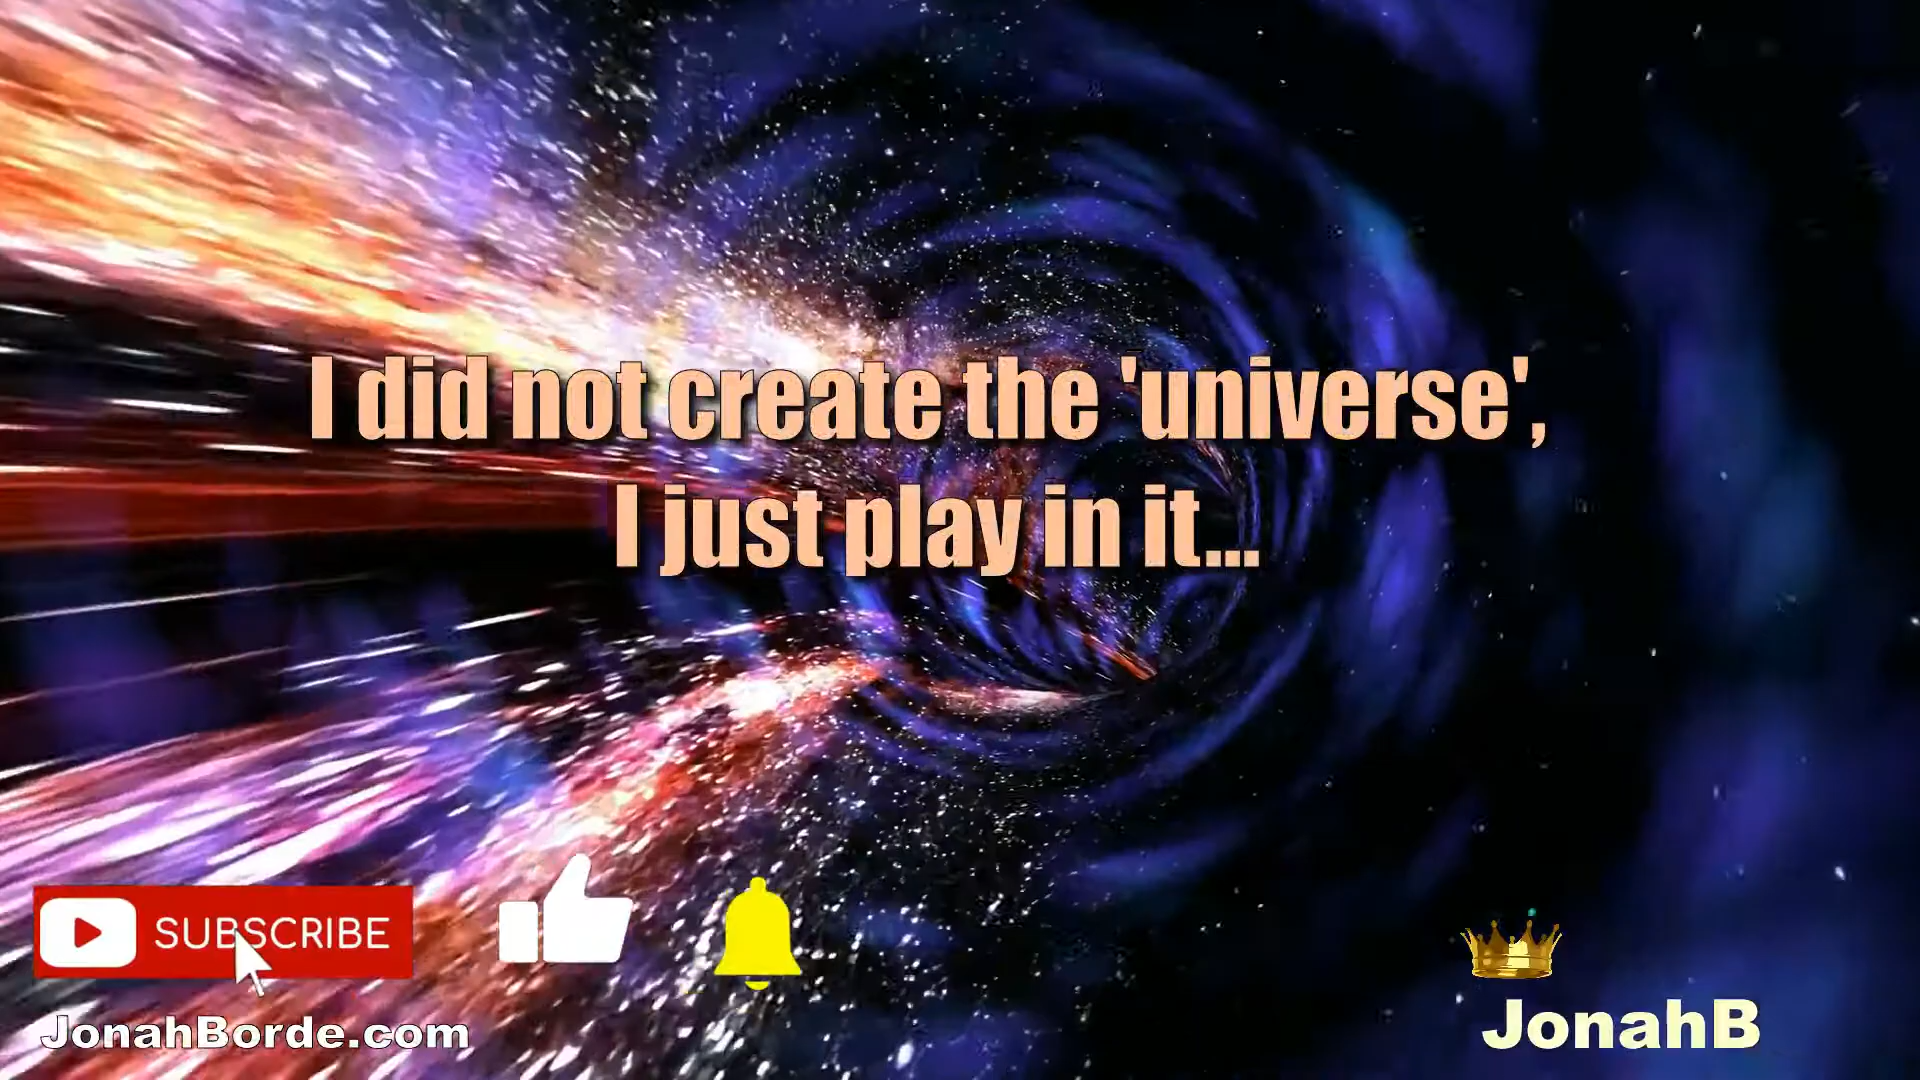 I did not create the 'universe',
I just play in it...
SUBSCRIBE
JonahBorde.com
JonahB